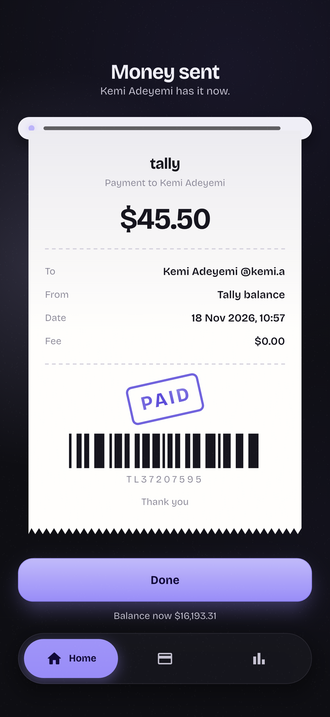 Money sent
Kemi Adeyemi has it now.
tally
Payment to Kemi Adeyemi
$45.50
To Kemi Adeyemi @kemi.a
From Tally balance
Date 18 Nov 2026, 10:57
Fee $0.00
PAID
TL37207595
Thank you
Done
Balance now $16,193.31
Home